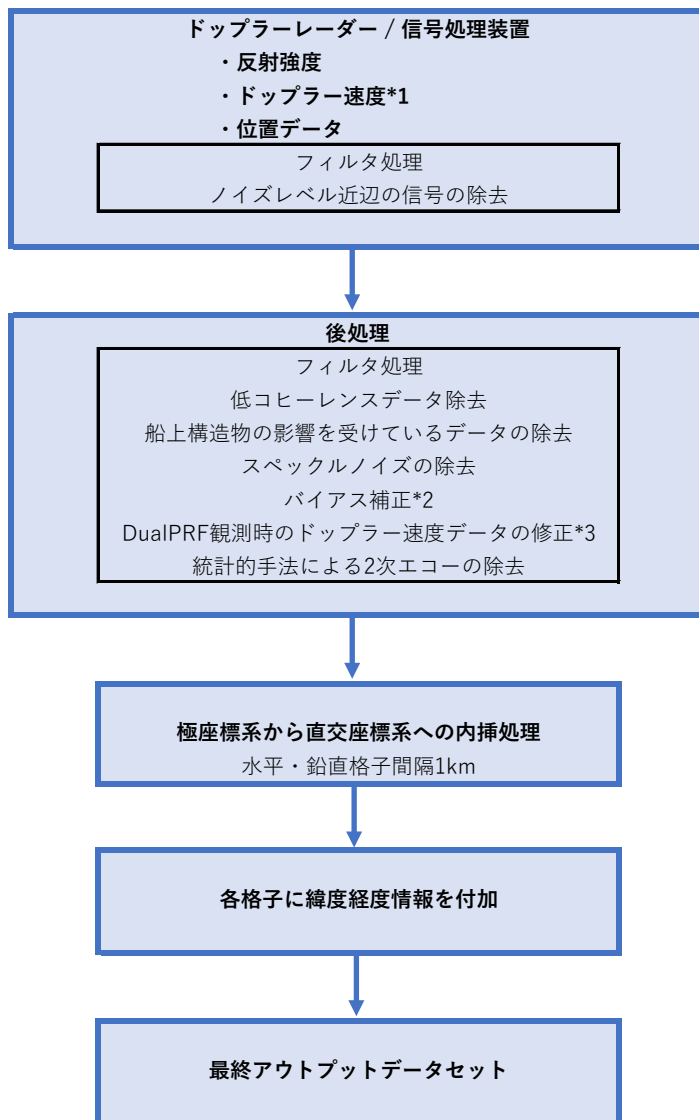 ドップラーレーダー / 信号処理装置
・反射強度
・ドップラー速度*1
・位置データ
フィルタ処理
ノイズレベル近辺の信号の除去
後処理
フィルタ処理
低コヒーレンスデータ除去
船上構造物の影響を受けているデータの除去
スペックルノイズの除去
バイアス補正*2
DualPRF観測時のドップラー速度データの修正*3
統計的手法による2次エコーの除去
極座標系から直交座標系への内挿処理
水平・鉛直格子間隔1km
各格子に緯度経度情報を付加
最終アウトプットデータセット